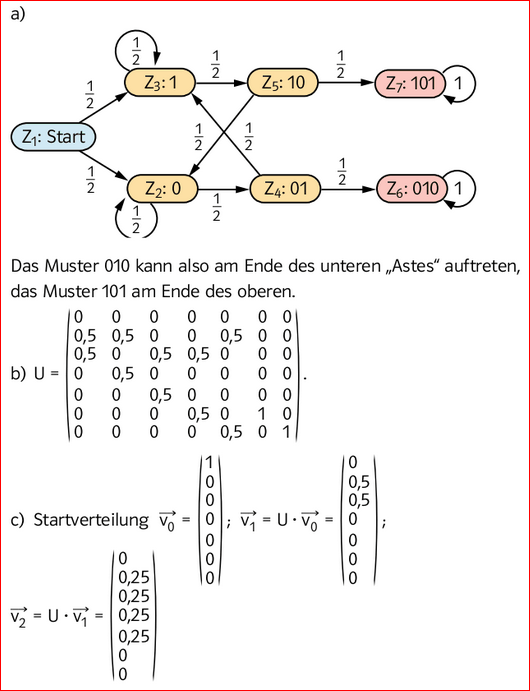 a)
1/2 1/2 1/2
1/2 Z₃: 1 Z₅: 10 Z₇: 101 1
Z₁: Start 1/2 1/2
1/2 Z₂: 0 Z₄: 01 1/2 Z₆: 010 1
1/2 1/2
Das Muster 010 kann also am Ende des unteren „Astes“ auftreten,
das Muster 101 am Ende des oberen.
0 0 0 0 0 0 0
0,5 0,5 0 0 0,5 0 0
0,5 0 0,5 0,5 0 0 0
b) U = 0 0,5 0 0 0 0 0 .
0 0 0,5 0 0 0 0
0 0 0 0,5 0 1 0
0 0 0 0 0,5 0 1
c) Startverteilung v₀→ = (1 0 0 0 0 0 0) ; v₁→ = U · v₀→ = (0 0,5 0,5 0 0 0 0) ;
v₂→ = U · v₁→ = (0 0,25 0,25 0,25 0,25 0 0)